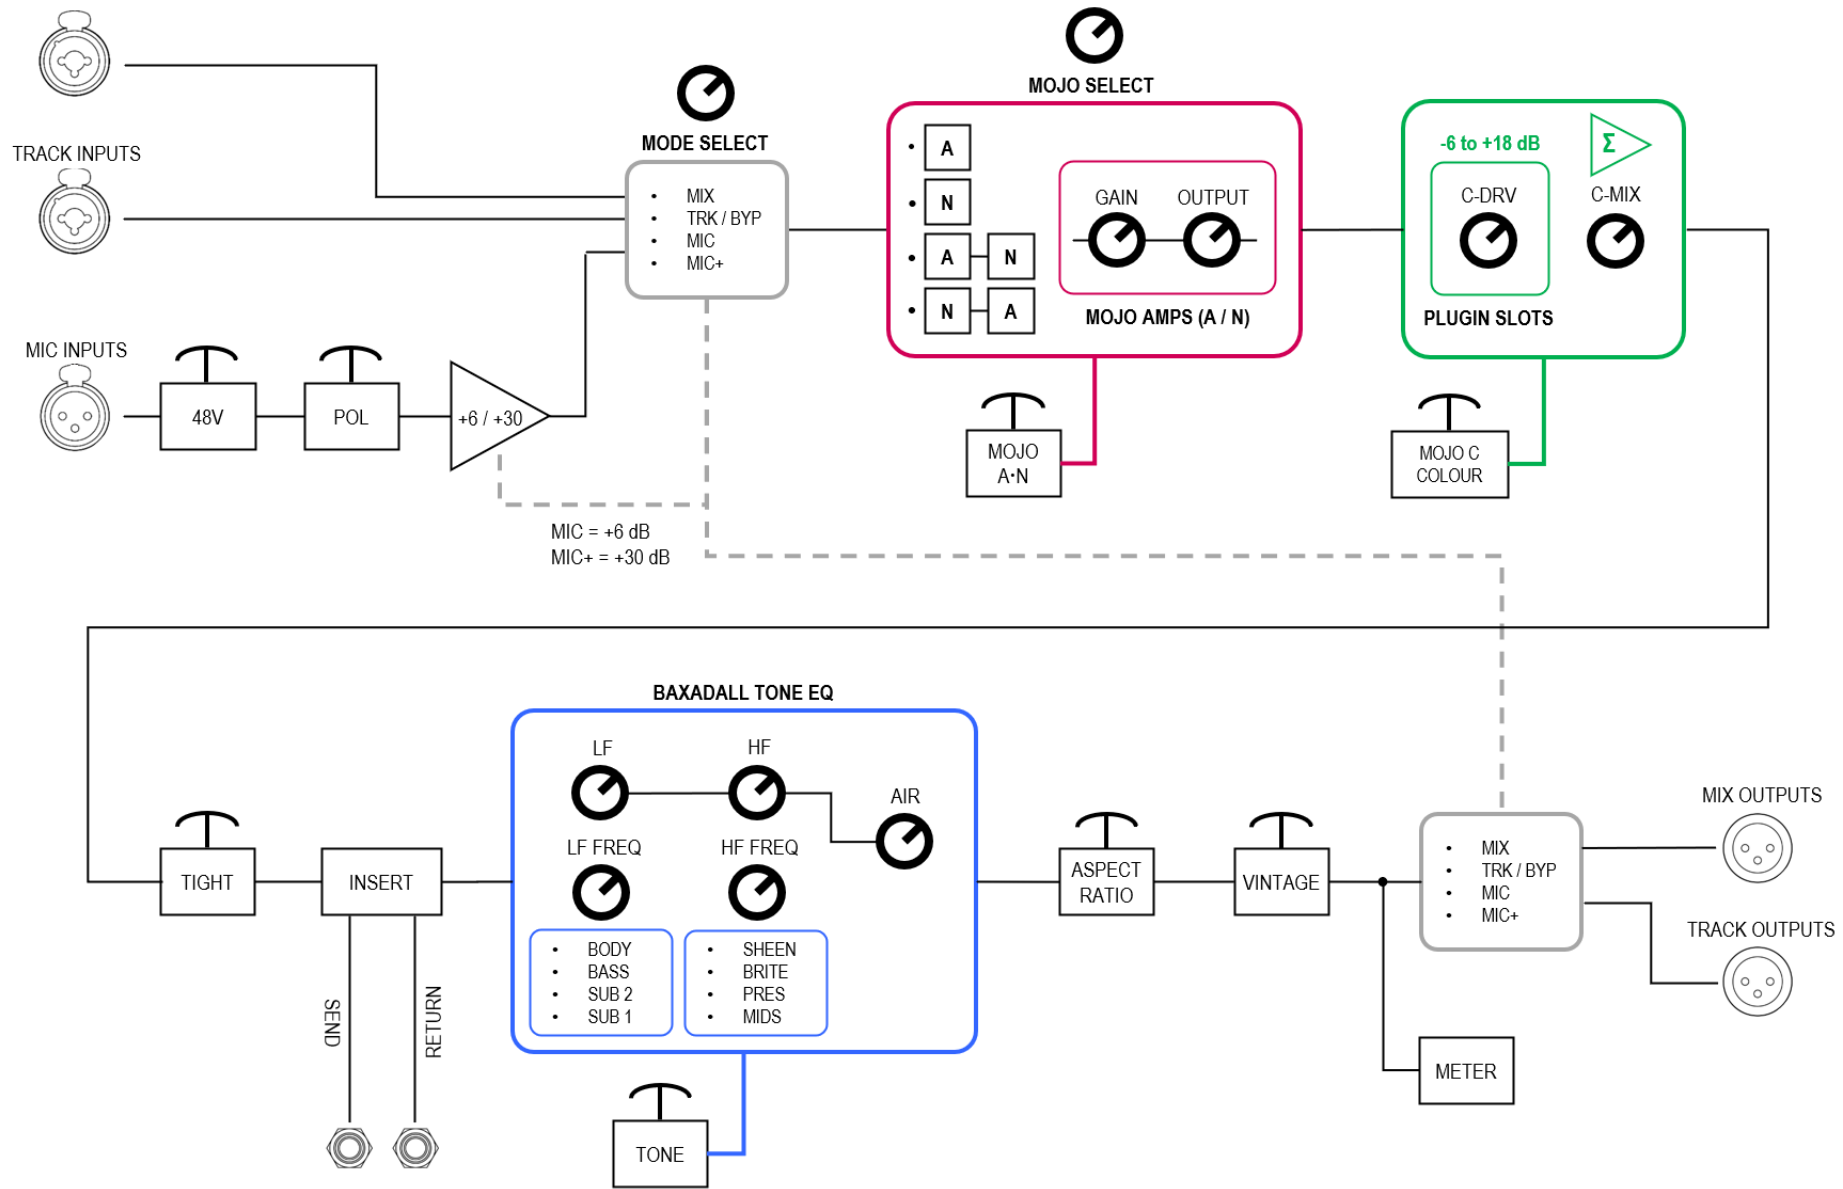 TRACK INPUTS
MIC INPUTS
48V
POL
+6 / +30
MIC = +6 dB
MIC+ = +30 dB
MODE SELECT
• MIX
• TRK / BYP
• MIC
• MIC+
MOJO SELECT
• A
• N
• A N
• N A
GAIN
OUTPUT
MOJO AMPS (A / N)
MOJO
A•N
-6 to +18 dB
Σ
C-DRV
C-MIX
PLUGIN SLOTS
MOJO C
COLOUR
TIGHT
INSERT
SEND
RETURN
BAXADALL TONE EQ
LF
HF
AIR
LF FREQ
HF FREQ
• BODY
• BASS
• SUB 2
• SUB 1
• SHEEN
• BRITE
• PRES
• MIDS
TONE
ASPECT
RATIO
VINTAGE
• MIX
• TRK / BYP
• MIC
• MIC+
METER
MIX OUTPUTS
TRACK OUTPUTS